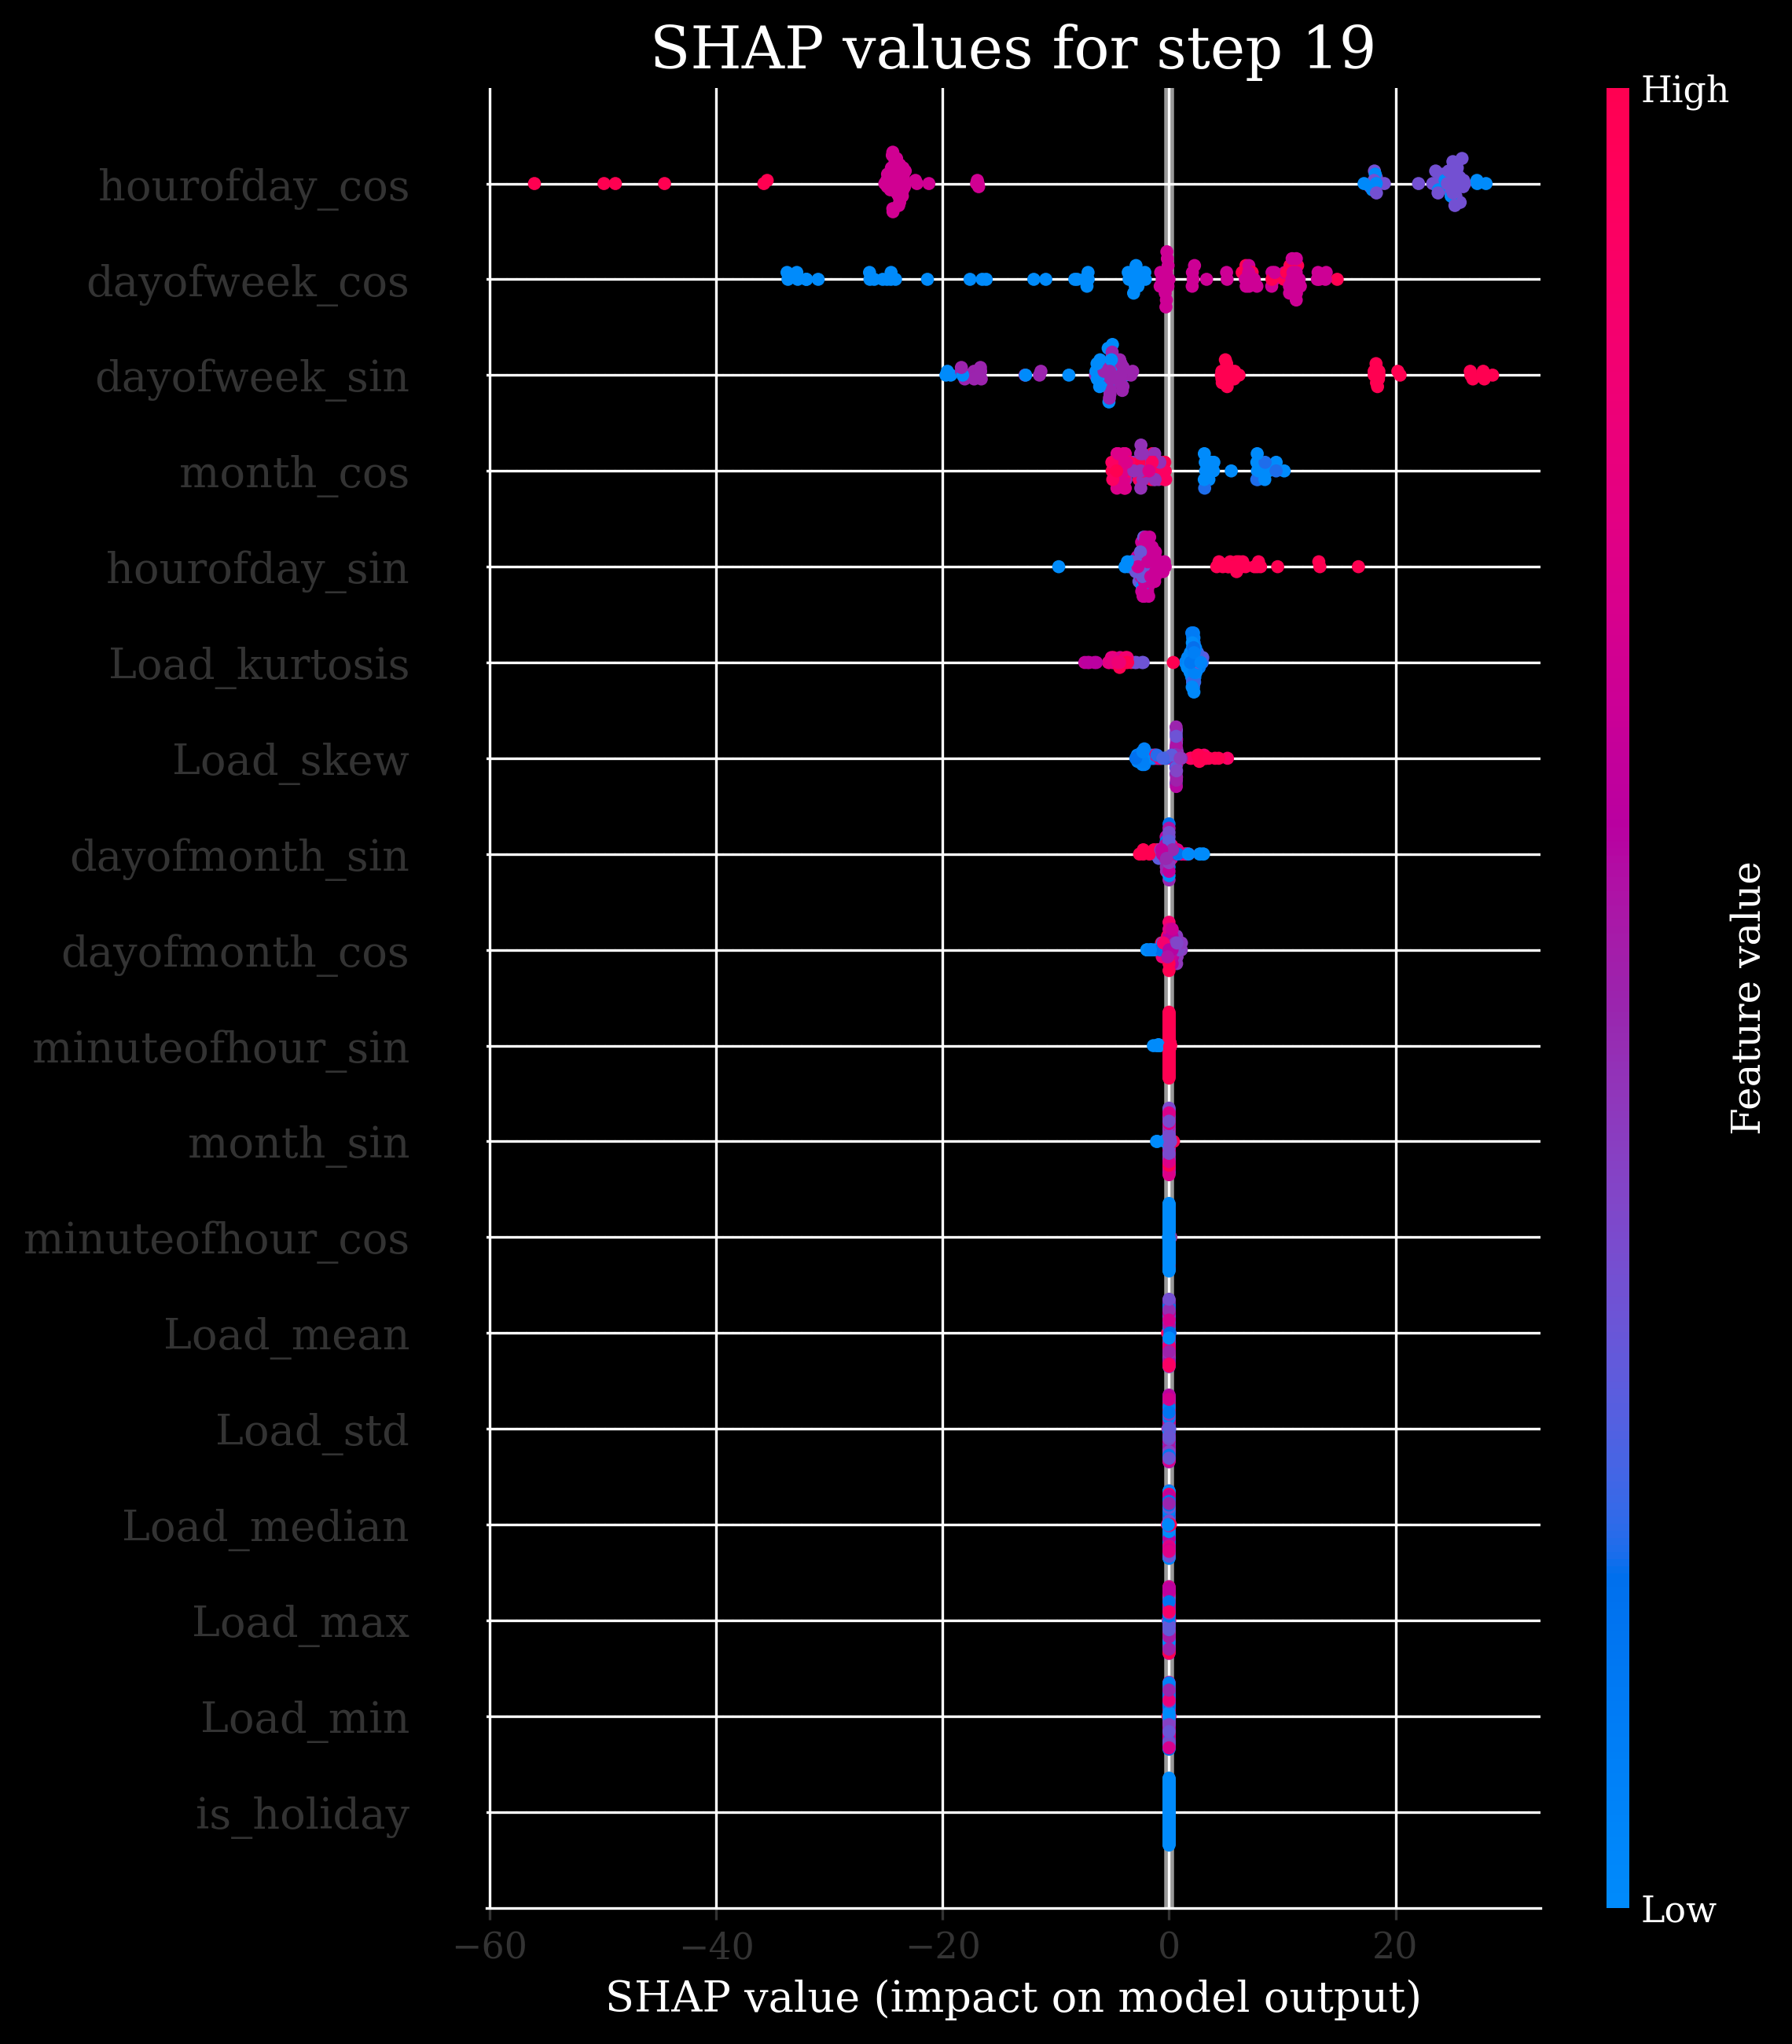 SHAP values for step 19
High
hourofday_cos
dayofweek_cos
dayofweek_sin
month_cos
hourofday_sin
Load_kurtosis
Load_skew
dayofmonth_sin
dayofmonth_cos
minuteofhour_sin
month_sin
minuteofhour_cos
Load_mean
Load_std
Load_median
Load_max
Load_min
is_holiday
Feature value
Low
−60 −40 −20 0 20
SHAP value (impact on model output)